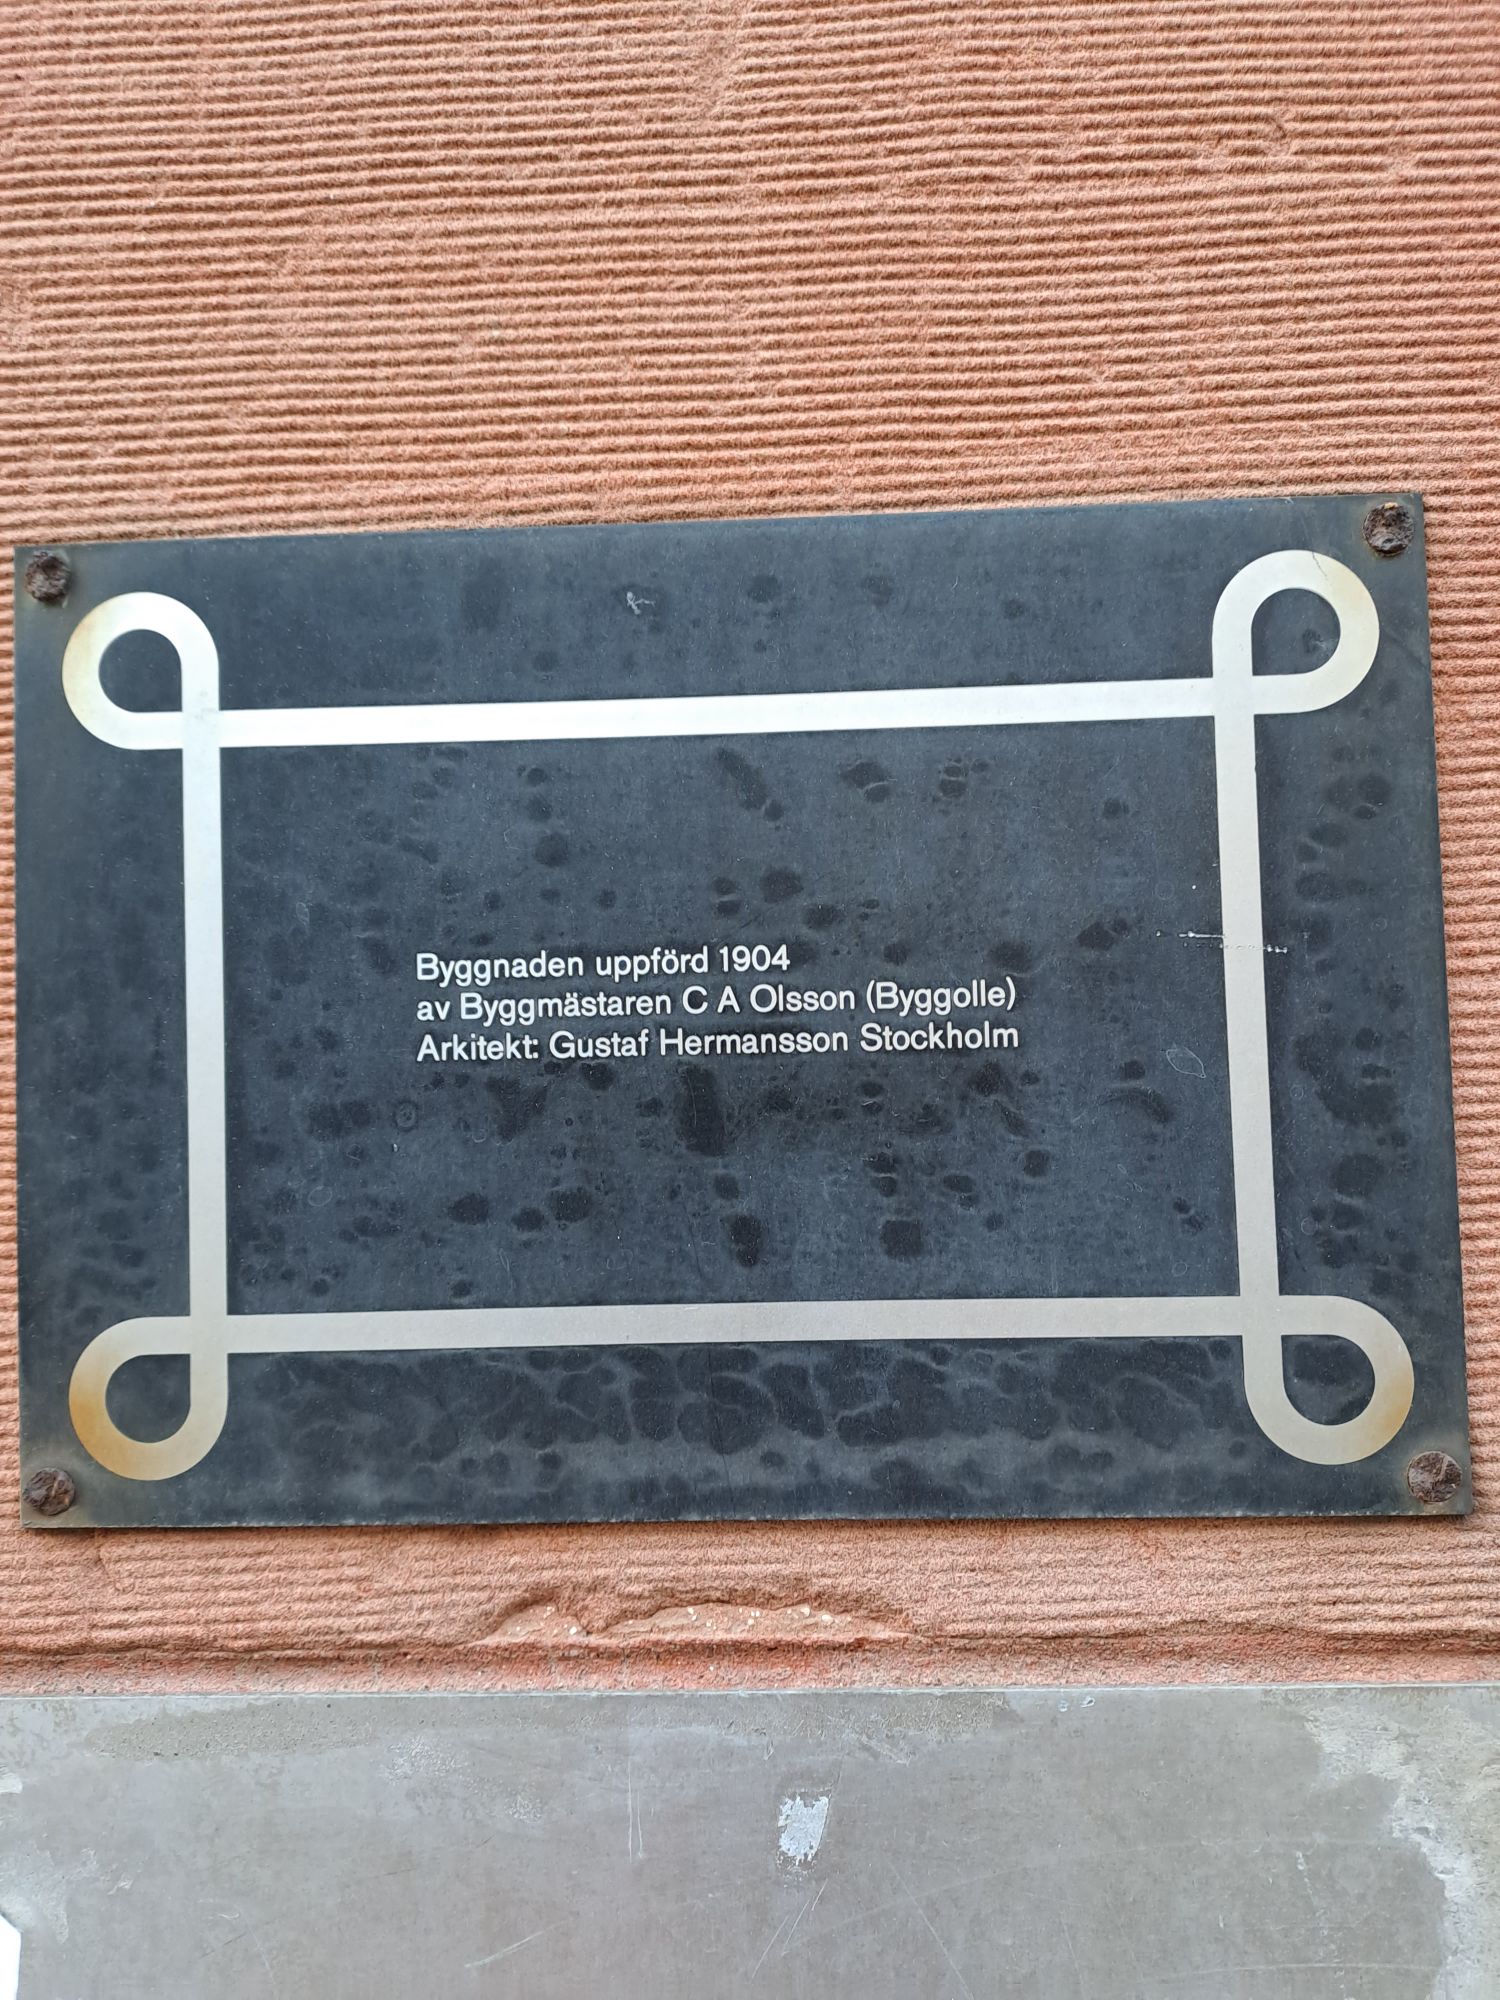 Byggnaden uppförd 1904
av Byggmästaren C A Olsson (Byggolle)
Arkitekt: Gustaf Hermansson Stockholm